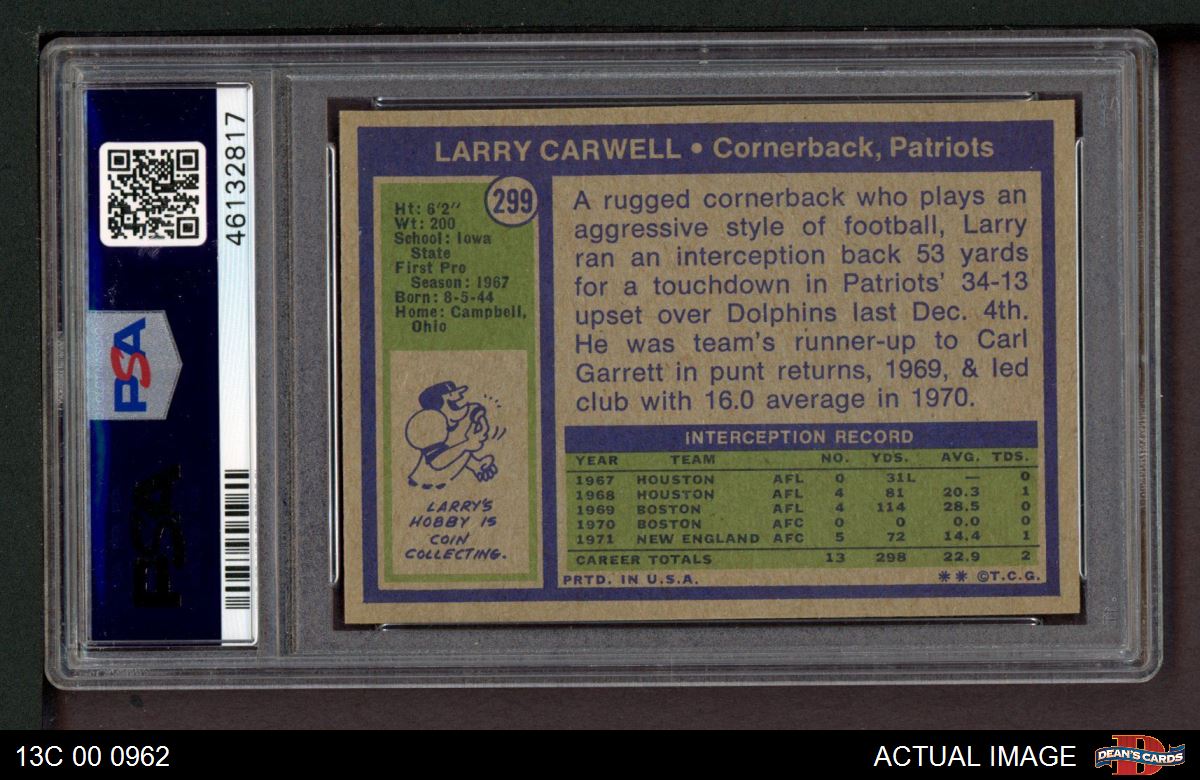 46132817
PSA
PSA
LARRY CARWELL • Cornerback, Patriots
299
Ht: 6'2"
Wt: 200
School: Iowa
State
First Pro
Season: 1967
Born: 8-5-44
Home: Campbell,
Ohio
LARRY'S
HOBBY IS
COIN
COLLECTING.
A rugged cornerback who plays an
aggressive style of football, Larry
ran an interception back 53 yards
for a touchdown in Patriots' 34-13
upset over Dolphins last Dec. 4th.
He was team's runner-up to Carl
Garrett in punt returns, 1969, & led
club with 16.0 average in 1970.
INTERCEPTION RECORD
YEAR TEAM NO. YDS. AVG. TDS.
1967 HOUSTON AFL 0 31L — 0
1968 HOUSTON AFL 4 81 20.3 1
1969 BOSTON AFL 4 114 28.5 0
1970 BOSTON AFC 0 0 0.0 0
1971 NEW ENGLAND AFC 5 72 14.4 1
CAREER TOTALS 13 298 22.9 2
PRTD. IN U.S.A. ** ©T.C.G.
13C 00 0962
ACTUAL IMAGE
D
DEAN'S CARDS